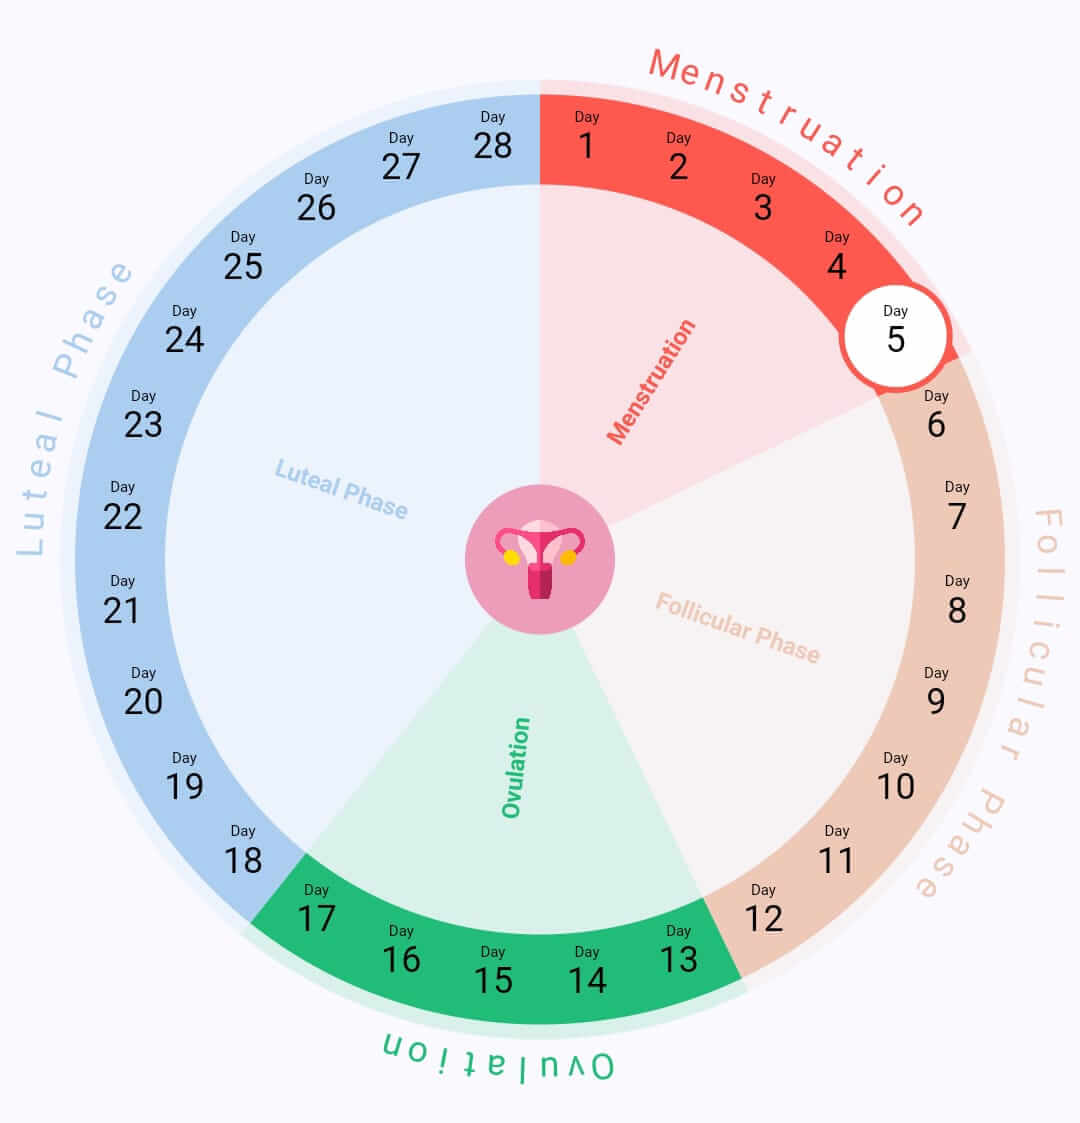 Menstruation
Day
1
Day
2
Day
3
Day
4
Day
5
Day
6
Day
7
Day
8
Day
9
Day
10
Day
11
Day
12
Day
13
Day
14
Day
15
Day
16
Day
17
Day
18
Day
19
Day
20
Day
21
Day
22
Day
23
Day
24
Day
25
Day
26
Day
27
Day
28
Follicular Phase
Ovulation
Luteal Phase
Menstruation
Follicular Phase
Ovulation
Luteal Phase